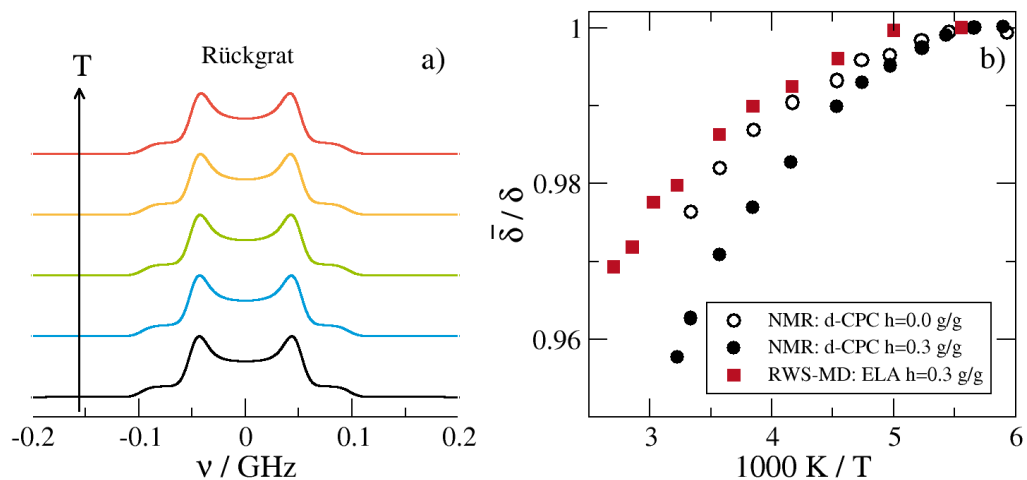 Rückgrat
a)
T
-0.2 -0.1 0 0.1 0.2
ν / GHz
b)
1
0.98
0.96
δ̄ / δ
NMR: d-CPC h=0.0 g/g
NMR: d-CPC h=0.3 g/g
RWS-MD: ELA h=0.3 g/g
3 4 5 6
1000 K / T